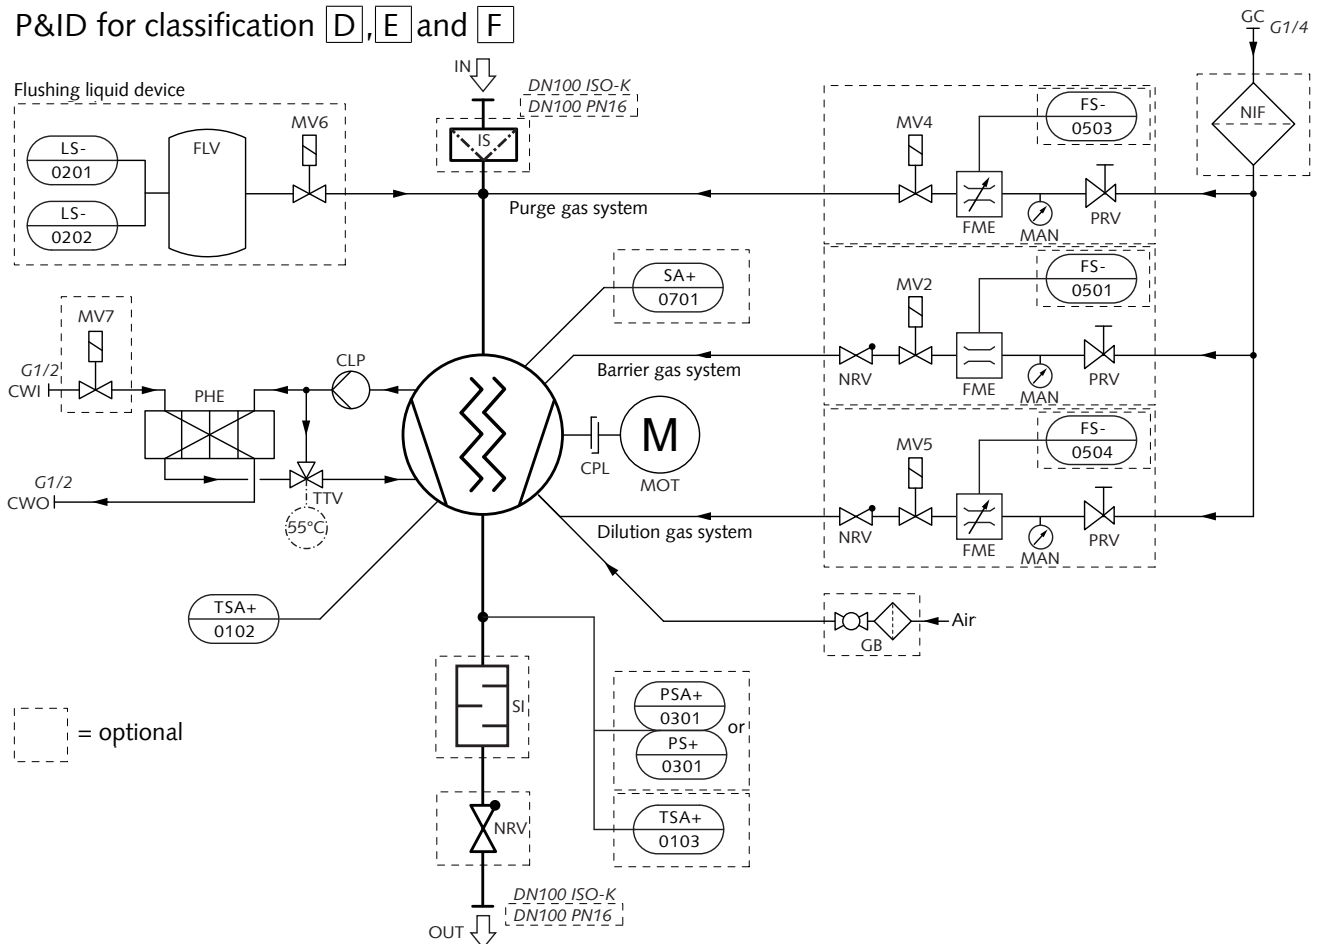 P&ID for classification D, E and F
GC
G1/4
IN
DN100 ISO-K
DN100 PN16
Flushing liquid device
LS-
0201
LS-
0202
FLV
MV6
IS
MV4
FS-
0503
NIF
Purge gas system
FME
MAN
PRV
SA+
0701
MV2
FS-
0501
MV7
G1/2
CWI
PHE
CLP
Barrier gas system
NRV
FME
MAN
PRV
M
CPL
MOT
MV5
FS-
0504
G1/2
CWO
TTV
55°C
Dilution gas system
NRV
FME
MAN
PRV
TSA+
0102
GB
Air
SI
PSA+
0301
or
PS+
0301
= optional
NRV
TSA+
0103
DN100 ISO-K
DN100 PN16
OUT